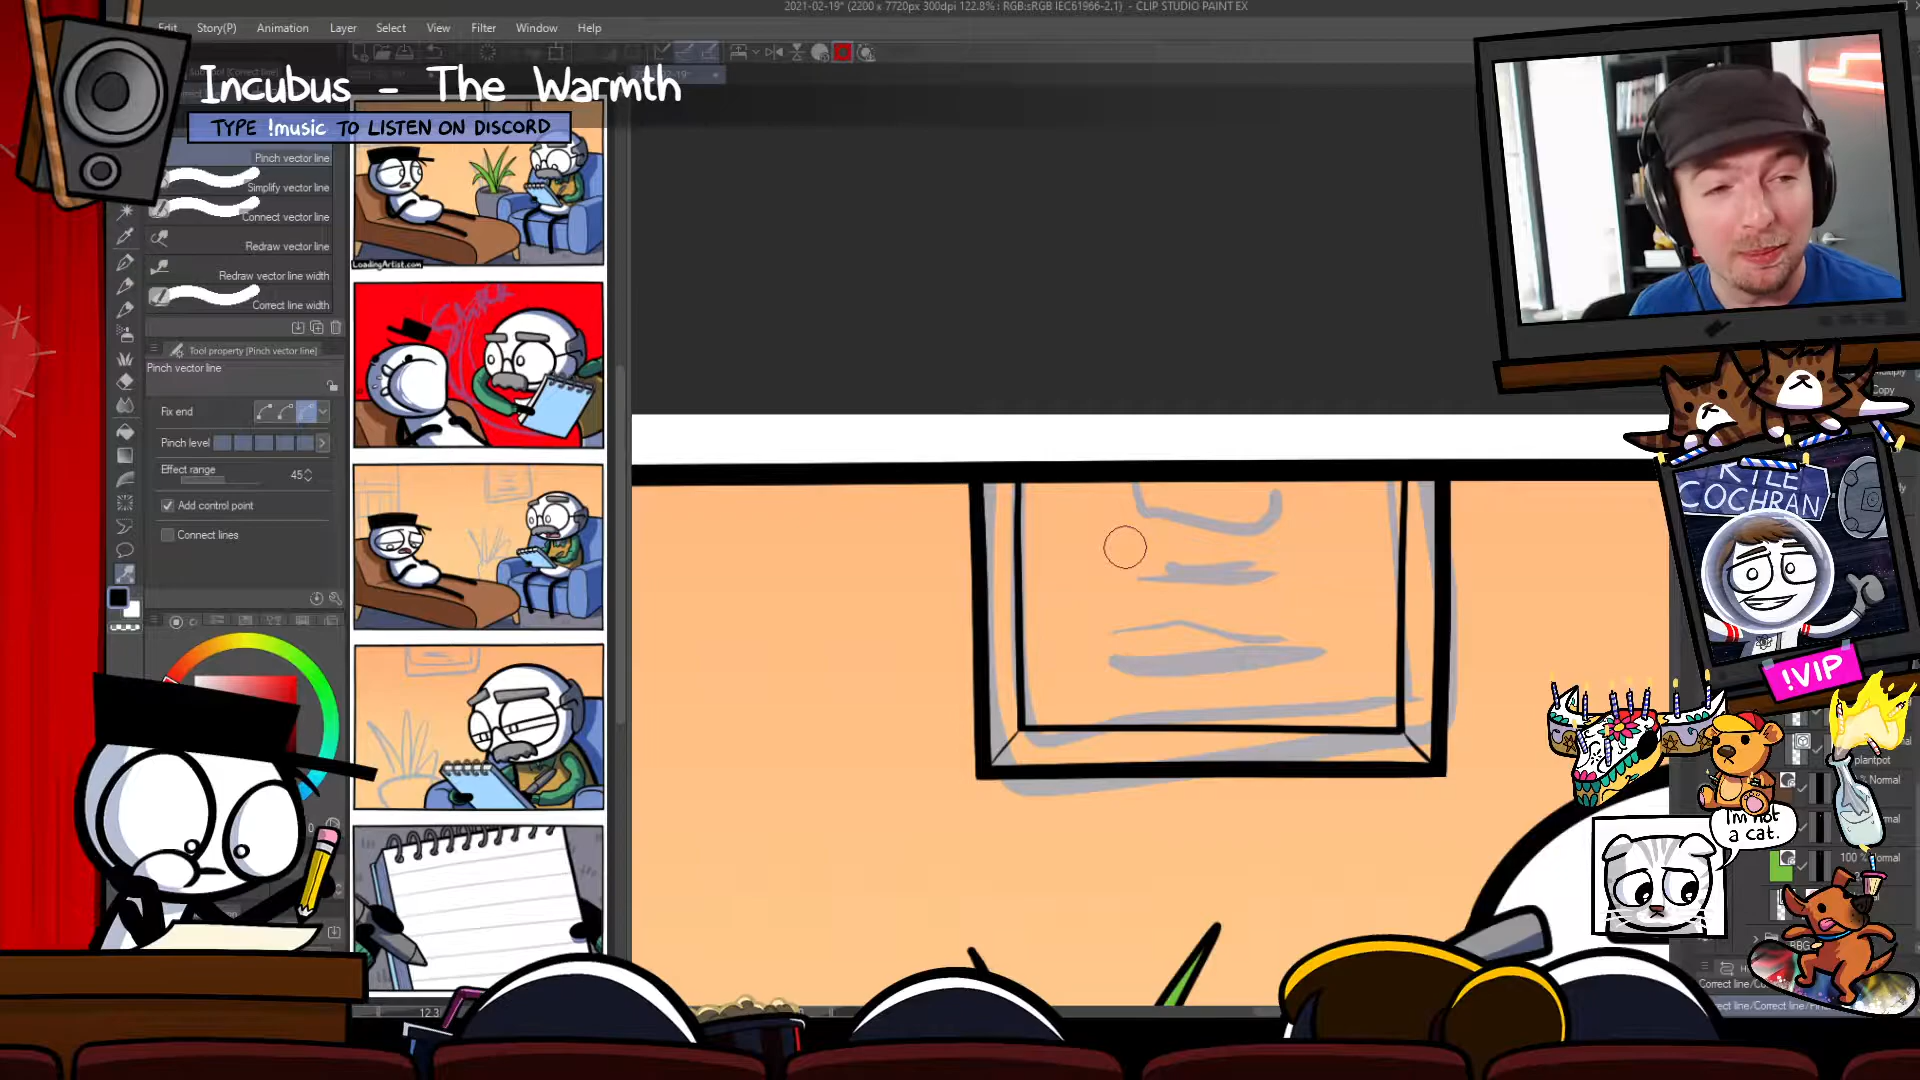 2021-02-19* (2200 x 7720px 300dpi 122.8% : RGB:sRGB IEC61966-2.1) - CLIP STUDIO PAINT EX
Edit Story(P) Animation Layer Select View Filter Window Help
Incubus - The Warmth
TYPE !music TO LISTEN ON DISCORD
Pinch vector line
Simplify vector line
Connect vector line
Redraw vector line
Redraw vector line width
Correct line width
Tool property [Pinch vector line]
Pinch vector line
Fix end
Pinch level
Effect range 45
Add control point
Connect lines
LoadingArtist.com
Copy
KYLE
COCHRAN
!VIP
plantpot
I'm not
a cat.
100 % Normal
12.3